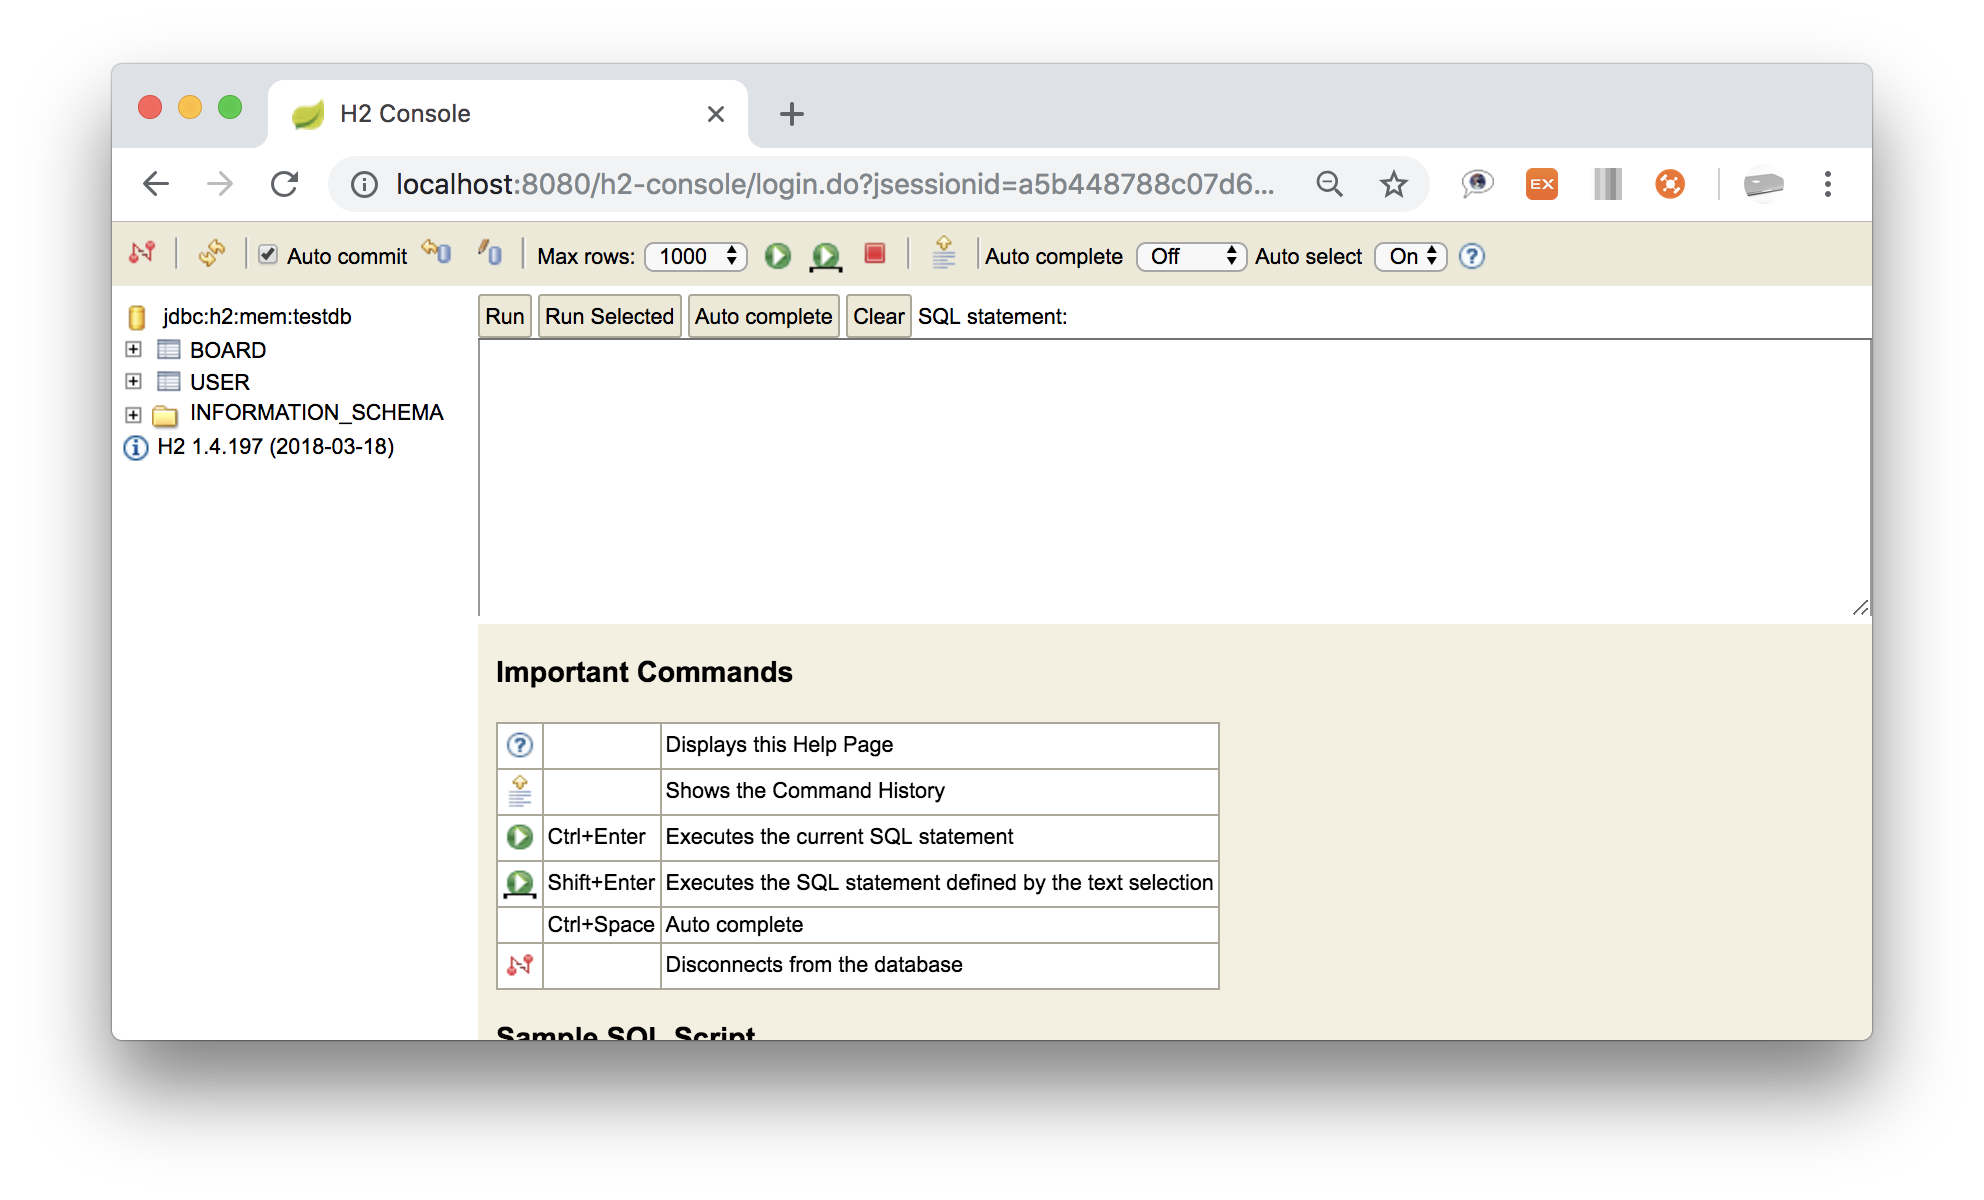 H2 Console
localhost:8080/h2-console/login.do?jsessionid=a5b448788c07d6...
EX
Auto commit Max rows: 1000 Auto complete Off Auto select On
jdbc:h2:mem:testdb
BOARD
USER
INFORMATION_SCHEMA
H2 1.4.197 (2018-03-18)
Run Run Selected Auto complete Clear SQL statement:
Important Commands
Displays this Help Page
Shows the Command History
Ctrl+Enter Executes the current SQL statement
Shift+Enter Executes the SQL statement defined by the text selection
Ctrl+Space Auto complete
Disconnects from the database
Sample SQL Script